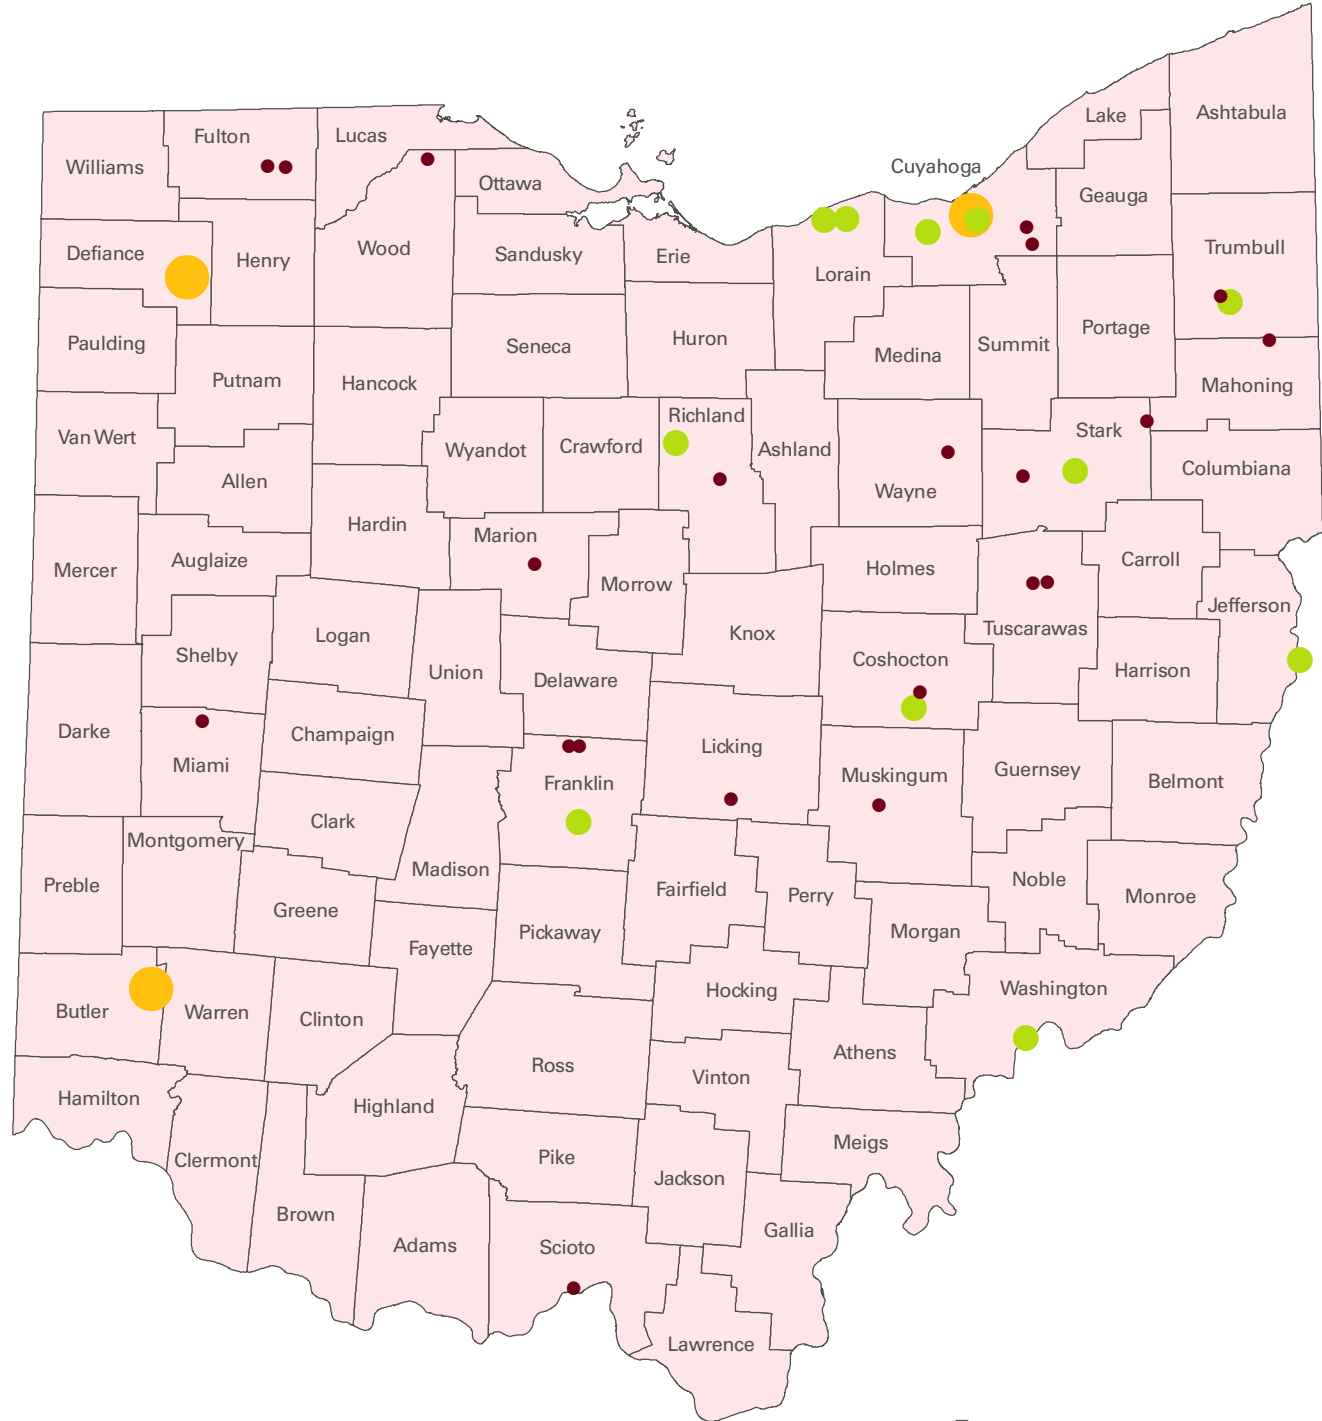 Ashtabula
Lake
Fulton
Lucas
Williams
Cuyahoga
Ottawa
Geauga
Defiance
Henry
Wood
Sandusky
Erie
Lorain
Trumbull
Paulding
Putnam
Hancock
Seneca
Huron
Medina
Summit
Portage
Mahoning
Van Wert
Allen
Wyandot
Crawford
Richland
Ashland
Wayne
Stark
Columbiana
Mercer
Auglaize
Hardin
Marion
Morrow
Holmes
Carroll
Jefferson
Shelby
Logan
Union
Delaware
Knox
Coshocton
Tuscarawas
Harrison
Darke
Miami
Champaign
Franklin
Licking
Muskingum
Guernsey
Belmont
Montgomery
Clark
Madison
Preble
Greene
Fayette
Pickaway
Fairfield
Perry
Morgan
Noble
Monroe
Butler
Warren
Clinton
Ross
Hocking
Athens
Washington
Hamilton
Clermont
Highland
Pike
Vinton
Jackson
Meigs
Brown
Adams
Scioto
Gallia
Lawrence